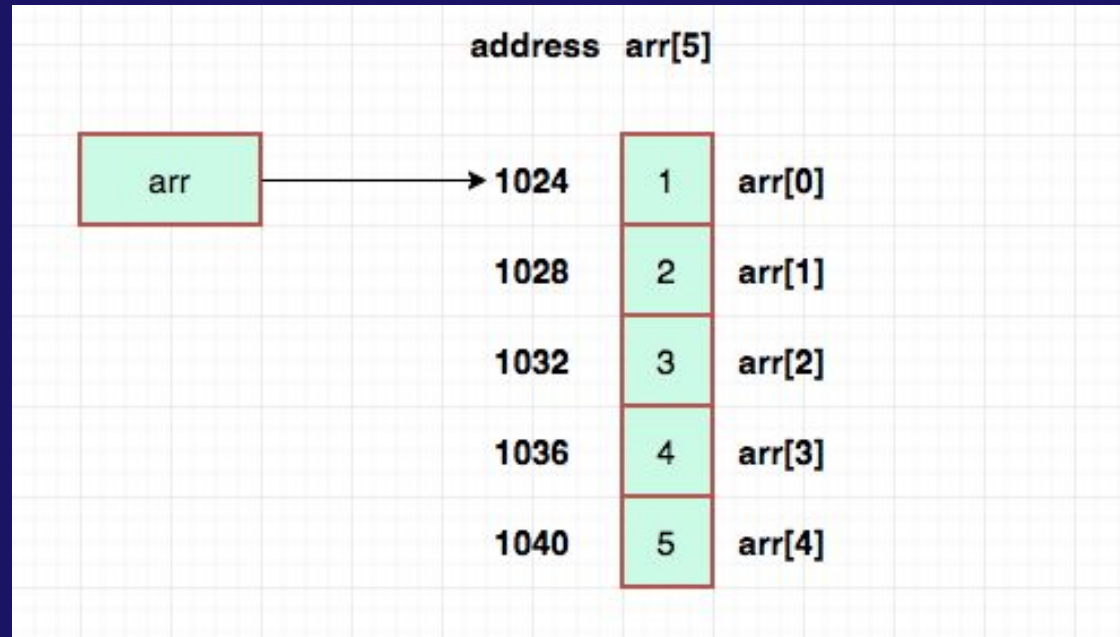 address arr[5]
arr 1024 1 arr[0]
1028 2 arr[1]
1032 3 arr[2]
1036 4 arr[3]
1040 5 arr[4]